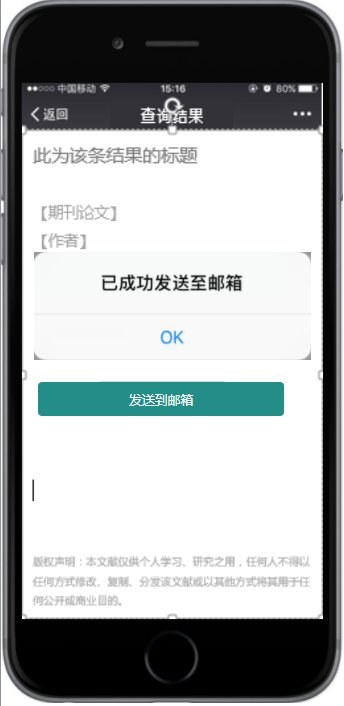 中国移动
15:16
80%
返回
查询结果
此为该条结果的标题
【期刊论文】
【作者】
已成功发送至邮箱
OK
发送到邮箱
版权声明：本文献仅供个人学习、研究之用，任何人不得以
任何方式修改、复制、分发该文献或以其他方式将其用于任
何公开或商业目的。